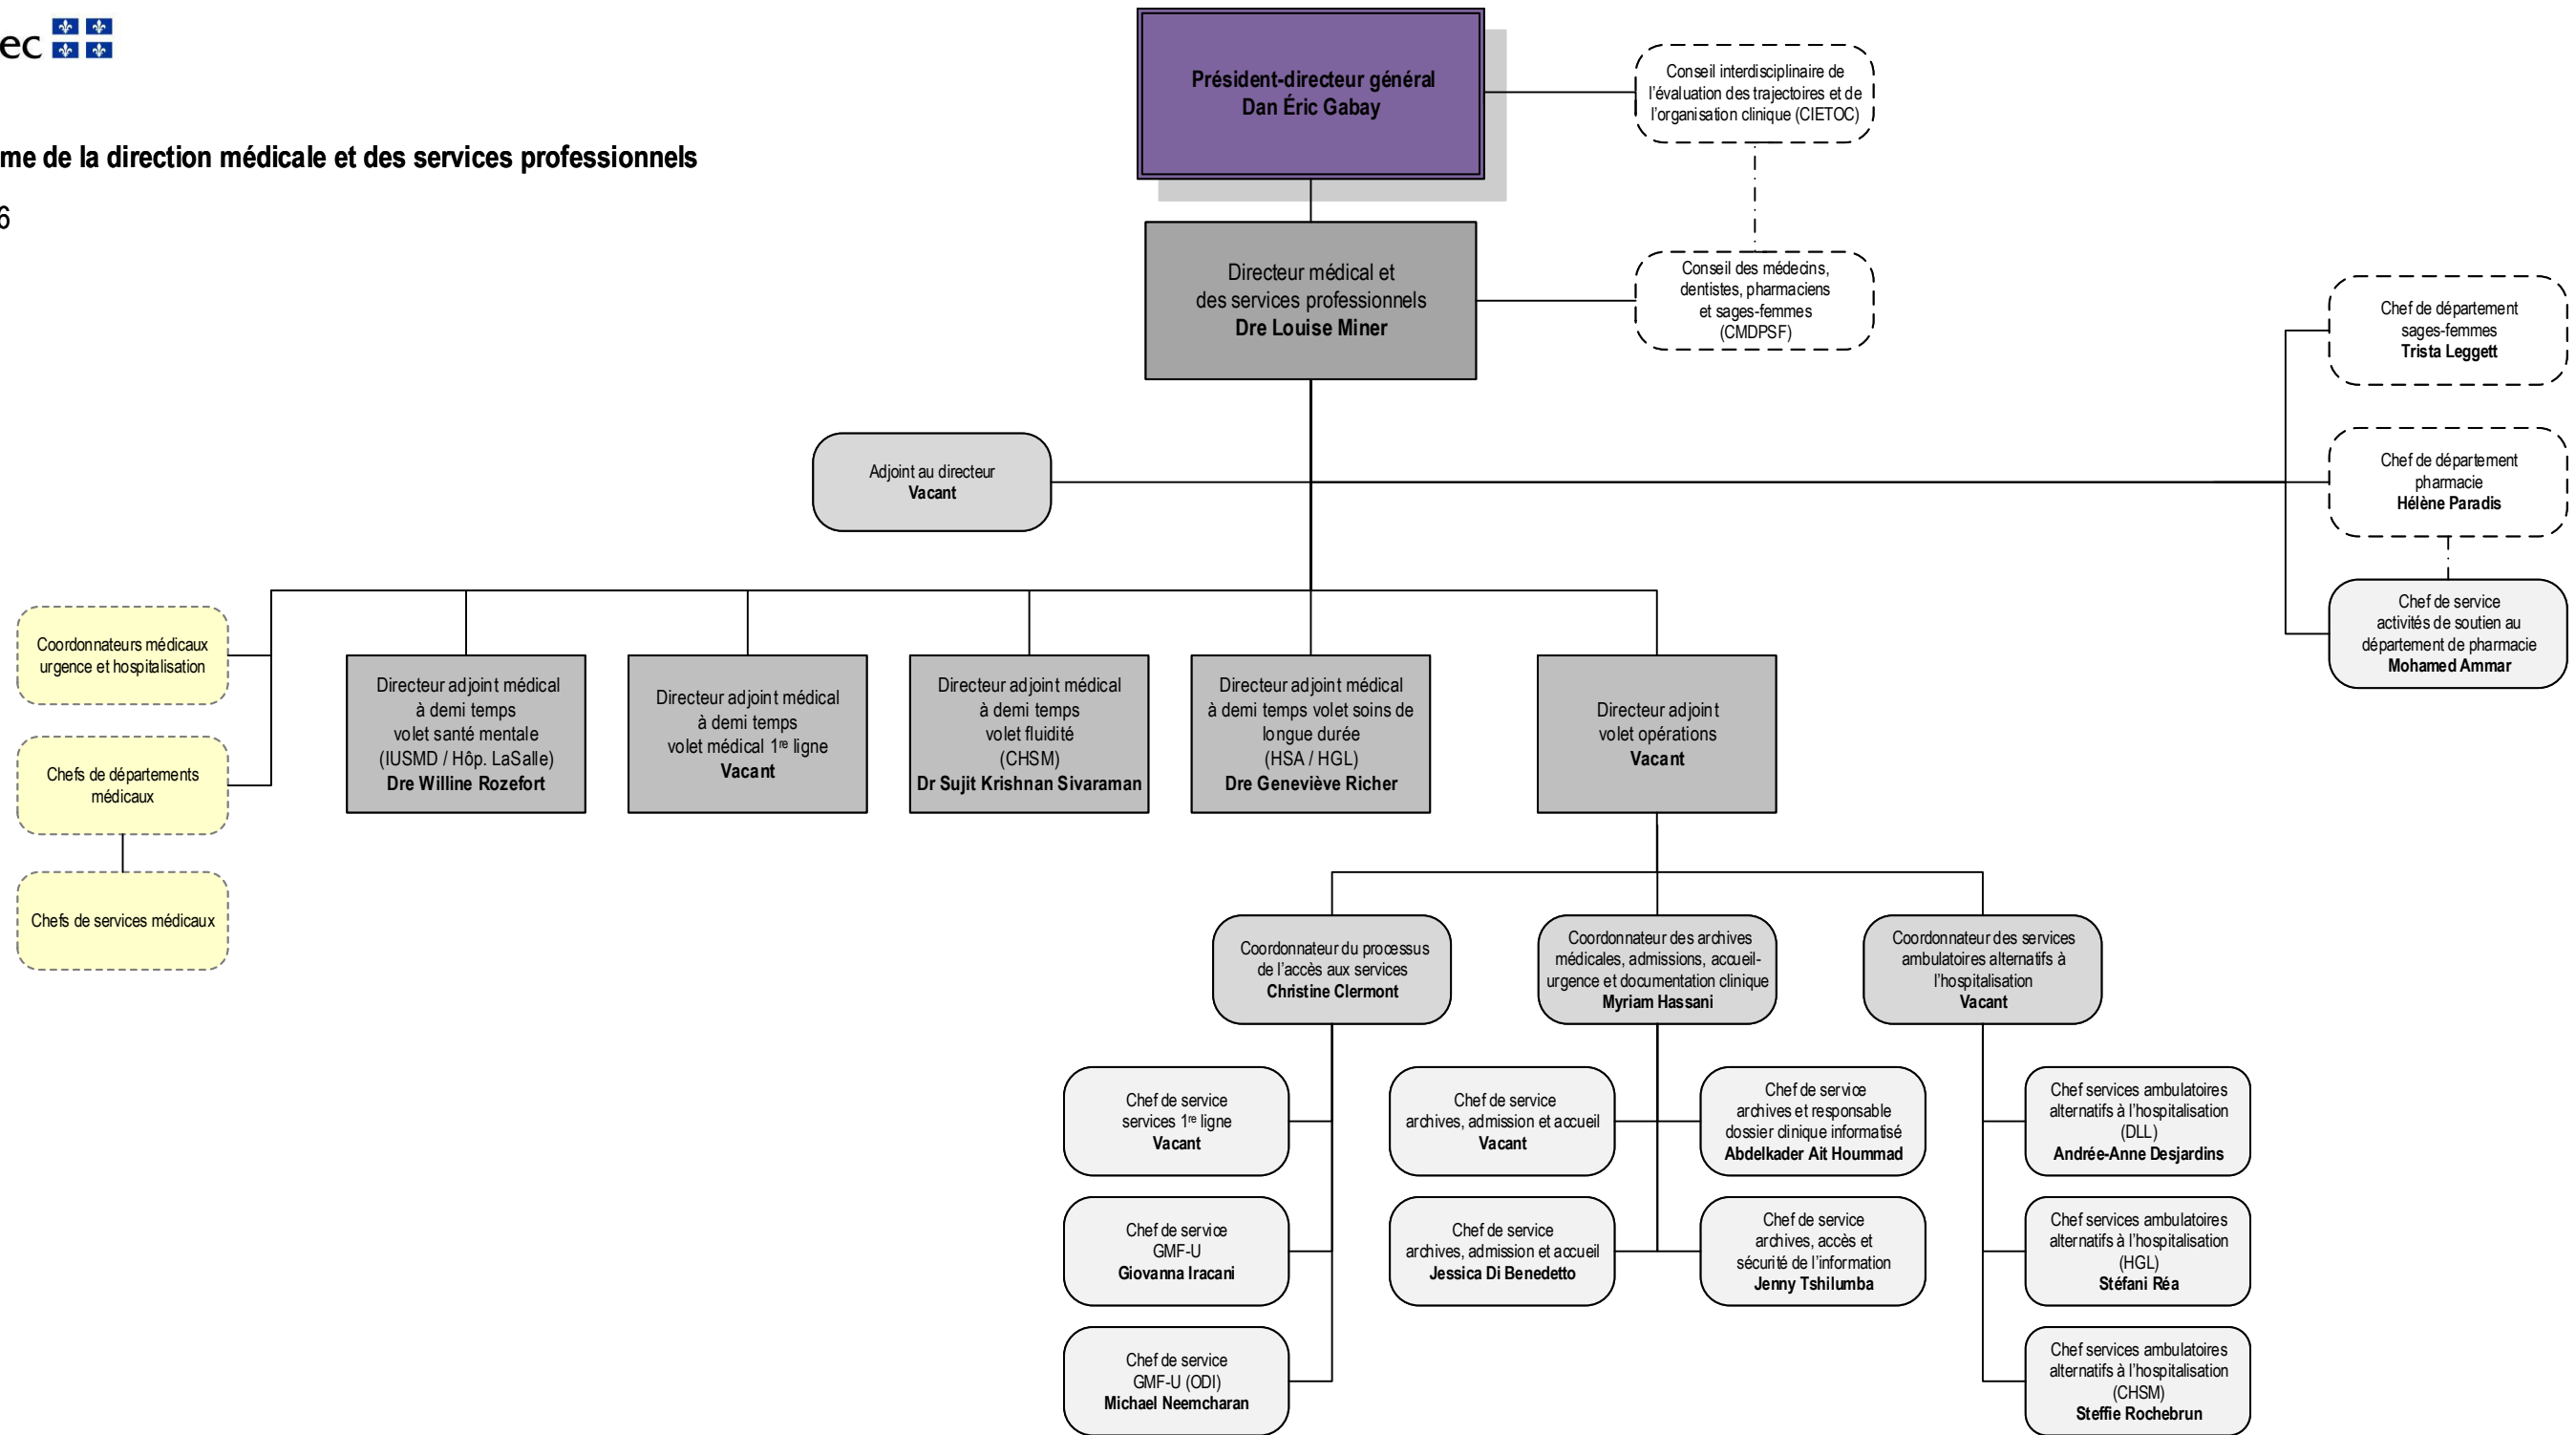 ec
me de la direction médicale et des services professionnels
6
Président-directeur général
Dan Éric Gabay
Conseil interdisciplinaire de
l'évaluation des trajectoires et de
l'organisation clinique (CIETOC)
Directeur médical et
des services professionnels
Dre Louise Miner
Conseil des médecins,
dentistes, pharmaciens
et sages-femmes
(CMDPSF)
Chef de département
sages-femmes
Trista Leggett
Adjoint au directeur
Vacant
Chef de département
pharmacie
Hélène Paradis
Chef de service
activités de soutien au
département de pharmacie
Mohamed Ammar
Coordonnateurs médicaux
urgence et hospitalisation
Chefs de départements
médicaux
Chefs de services médicaux
Directeur adjoint médical
à demi temps
volet santé mentale
(IUSMD / Hôp. LaSalle)
Dre Willine Rozefort
Directeur adjoint médical
à demi temps
volet médical 1re ligne
Vacant
Directeur adjoint médical
à demi temps
volet fluidité
(CHSM)
Dr Sujit Krishnan Sivaraman
Directeur adjoint médical
à demi temps volet soins de
longue durée
(HSA / HGL)
Dre Geneviève Richer
Directeur adjoint
volet opérations
Vacant
Coordonnateur du processus
de l'accès aux services
Christine Clermont
Coordonnateur des archives
médicales, admissions, accueil-
urgence et documentation clinique
Myriam Hassani
Coordonnateur des services
ambulatoires alternatifs à
l'hospitalisation
Vacant
Chef de service
services 1re ligne
Vacant
Chef de service
archives, admission et accueil
Vacant
Chef de service
archives et responsable
dossier clinique informatisé
Abdelkader Ait Hoummad
Chef services ambulatoires
alternatifs à l'hospitalisation
(DLL)
Andrée-Anne Desjardins
Chef de service
GMF-U
Giovanna Iracani
Chef de service
archives, admission et accueil
Jessica Di Benedetto
Chef de service
archives, accès et
sécurité de l'information
Jenny Tshilumba
Chef services ambulatoires
alternatifs à l'hospitalisation
(HGL)
Stéfani Réa
Chef de service
GMF-U (ODI)
Michael Neemcharan
Chef services ambulatoires
alternatifs à l'hospitalisation
(CHSM)
Steffie Rochebrun